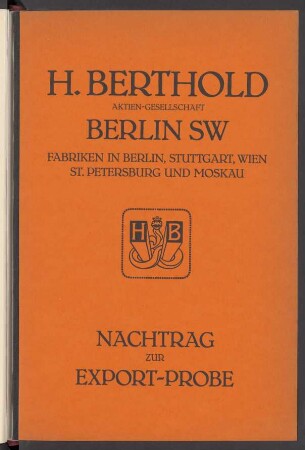 H. BERTHOLD
AKTIEN-GESELLSCHAFT
BERLIN SW
FABRIKEN IN BERLIN, STUTTGART, WIEN
ST. PETERSBURG UND MOSKAU
H B
NACHTRAG
ZUR
EXPORT-PROBE